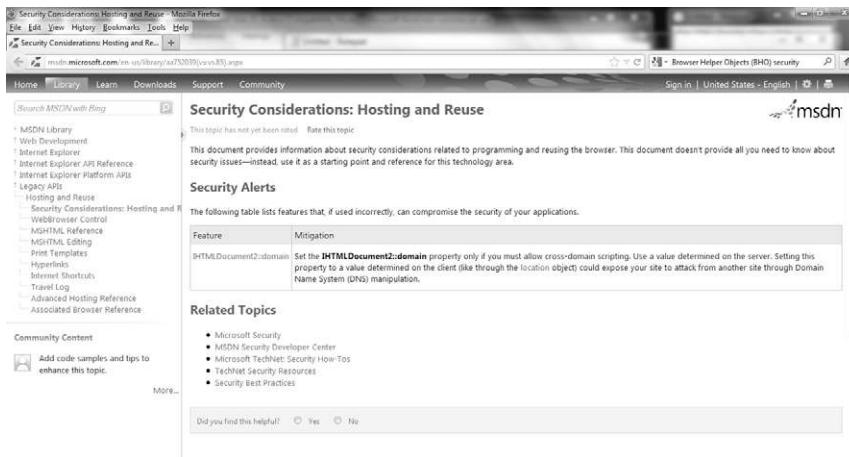 Security Considerations: Hosting and Reuse - Mozilla Firefox
File Edit View History Bookmarks Tools Help
Security Considerations: Hosting and Re...
msdn.microsoft.com/en-us/library/aa752039(v=vs.85).aspx
Browser Helper Objects (BHO) security
Home Library Learn Downloads Support Community
Sign in | United States - English
Search MSDN with Bing
MSDN Library
Web Development
Internet Explorer
Internet Explorer API Reference
Internet Explorer Platform APIs
Legacy APIs
Hosting and Reuse
Security Considerations: Hosting and R
WebBrowser Control
MSHTML Reference
MSHTML Editing
Print Templates
Hyperlinks
Internet Shortcuts
Travel Log
Advanced Hosting Reference
Associated Browser Reference
Community Content
Add code samples and tips to
enhance this topic.
More...
Security Considerations: Hosting and Reuse
msdn
This topic has not yet been rated Rate this topic
This document provides information about security considerations related to programming and reusing the browser. This document doesn't provide all you need to know about
security issues—instead, use it as a starting point and reference for this technology area.
Security Alerts
The following table lists features that, if used incorrectly, can compromise the security of your applications.
Feature Mitigation
IHTMLDocument2::domain Set the IHTMLDocument2::domain property only if you must allow cross-domain scripting. Use a value determined on the server. Setting this
property to a value determined on the client (like through the location object) could expose your site to attack from another site through Domain
Name System (DNS) manipulation.
Related Topics
Microsoft Security
MSDN Security Developer Center
Microsoft TechNet: Security How-Tos
TechNet Security Resources
Security Best Practices
Did you find this helpful? Yes No